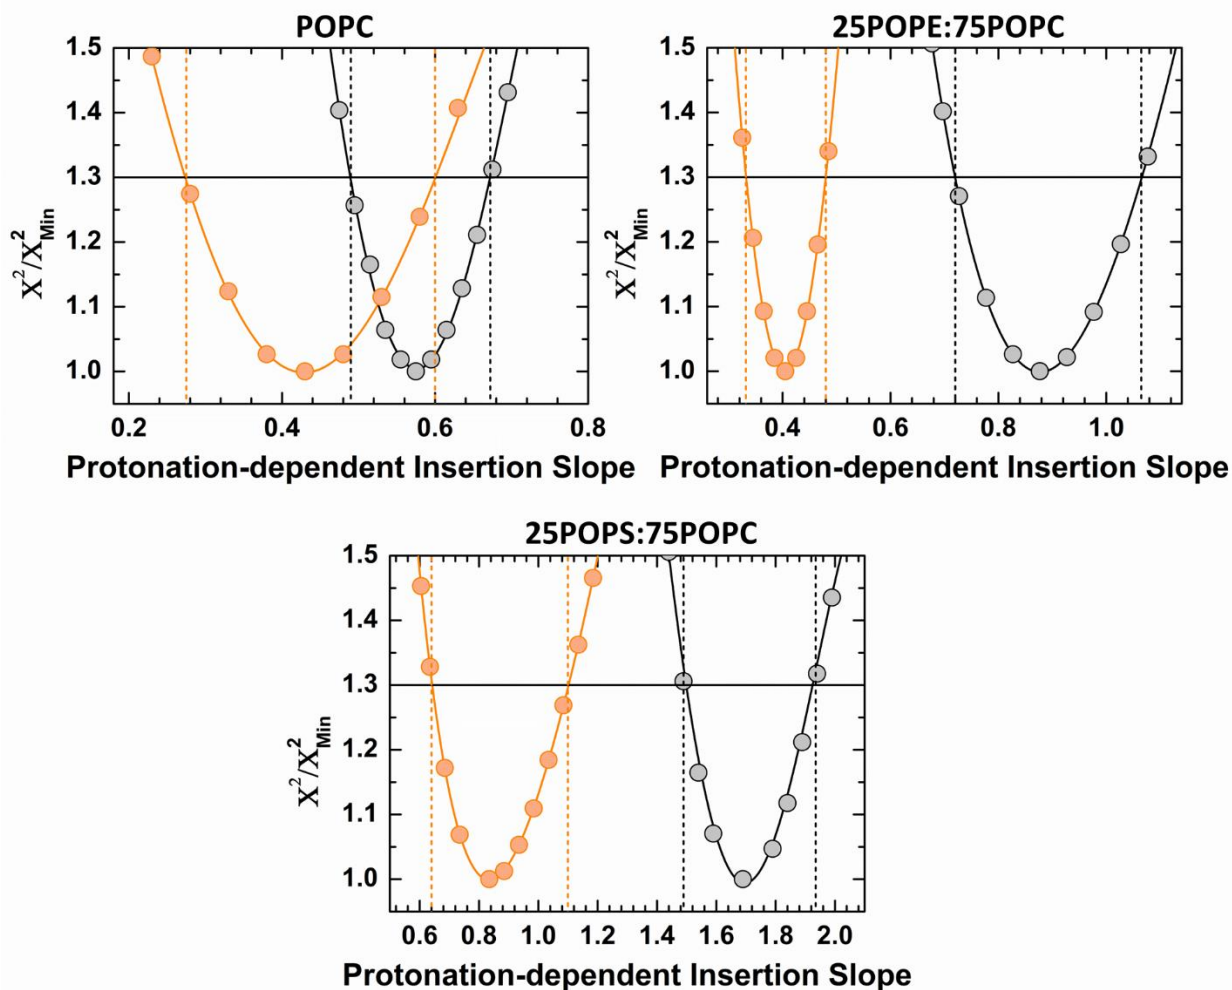 POPC
1.5
1.4
1.3
1.2
1.1
1.0
X²/X²Min
0.2 0.4 0.6 0.8
Protonation-dependent Insertion Slope
25POPE:75POPC
1.5
1.4
1.3
1.2
1.1
1.0
X²/X²Min
0.4 0.6 0.8 1.0
Protonation-dependent Insertion Slope
25POPS:75POPC
1.5
1.4
1.3
1.2
1.1
1.0
X²/X²Min
0.6 0.8 1.0 1.2 1.4 1.6 1.8 2.0
Protonation-dependent Insertion Slope